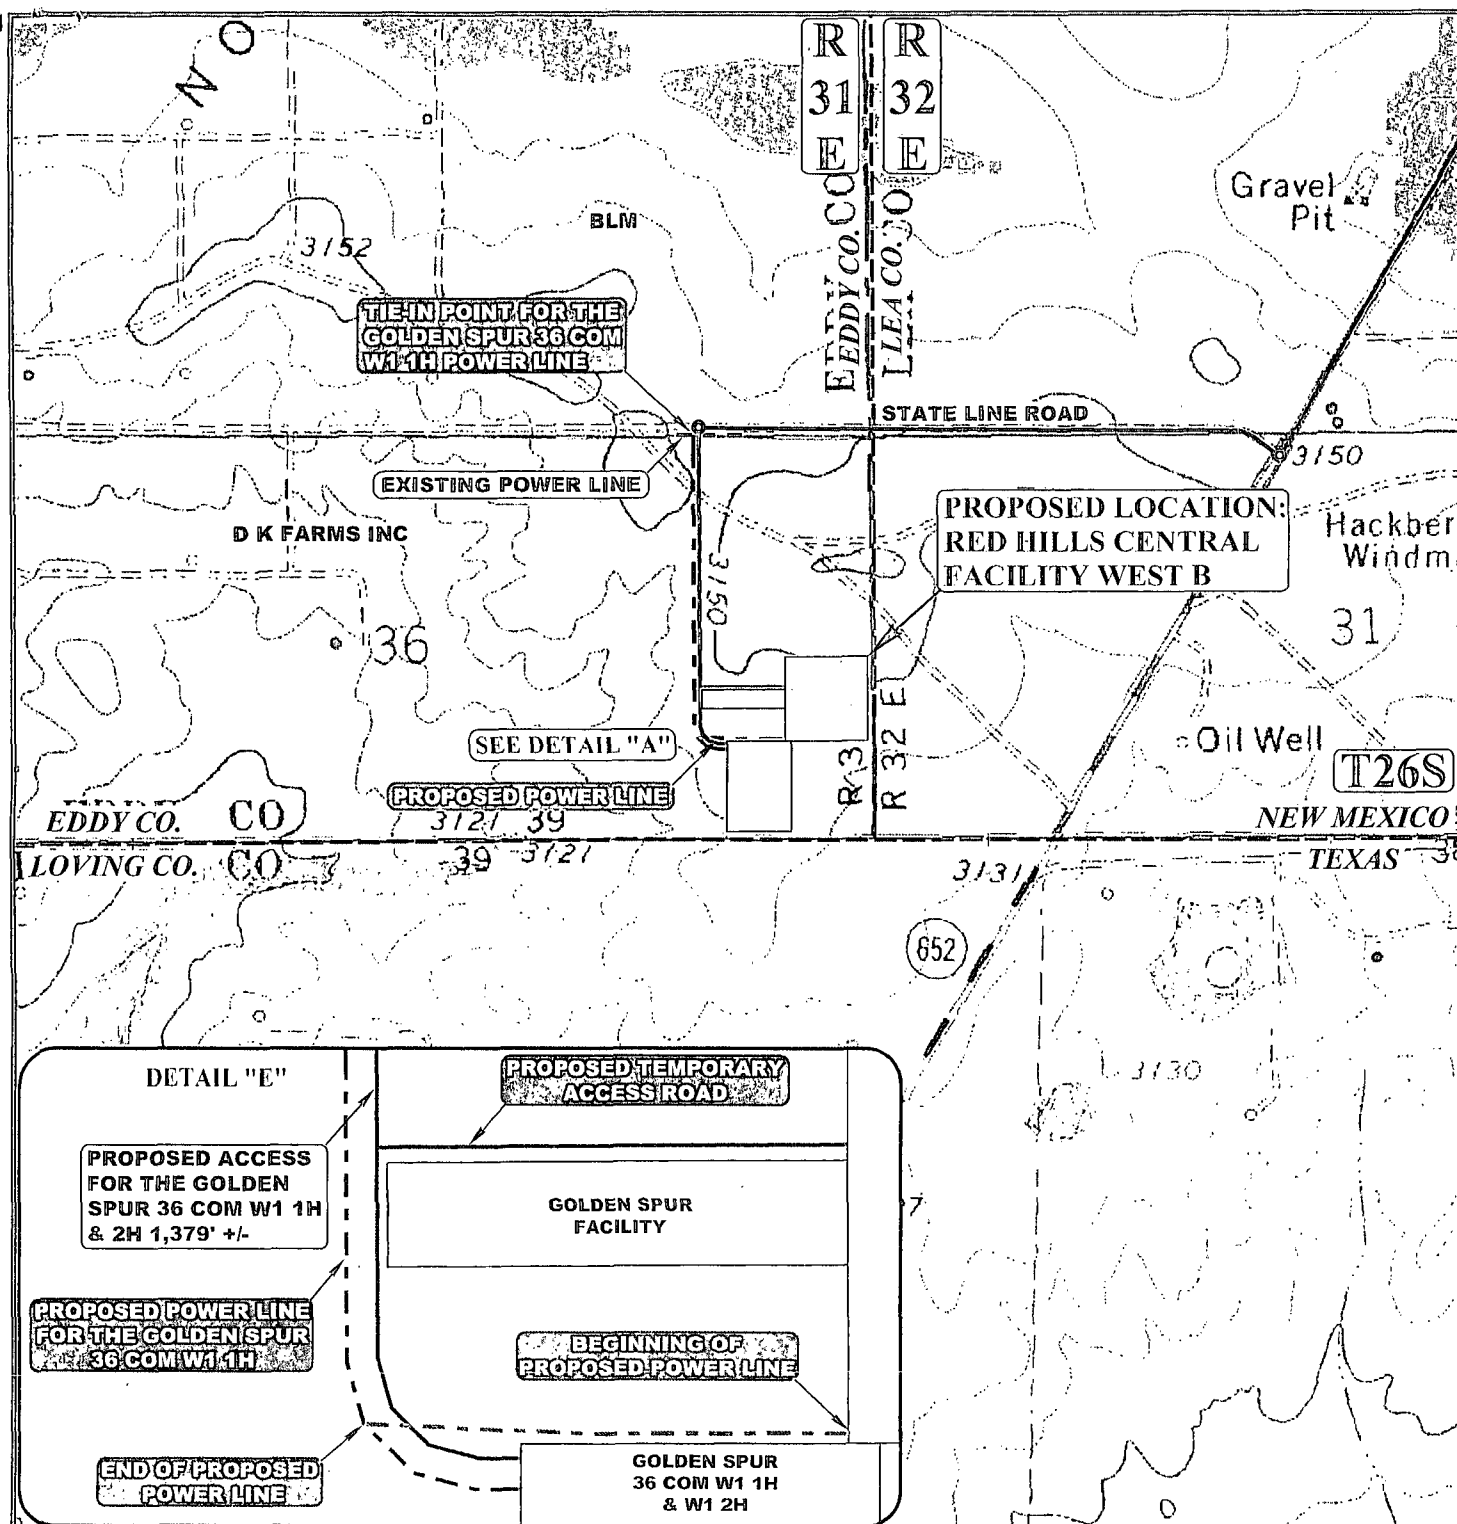 N O
R
31
E
R
32
E
EDDY CO.
LEA CO.
CO
CO
Gravel
Pit
BLM
3152
TIE-IN POINT FOR THE
GOLDEN SPUR 36 COM
W1 1H POWER LINE
STATE LINE ROAD
3150
EXISTING POWER LINE
D K FARMS INC
PROPOSED LOCATION:
RED HILLS CENTRAL
FACILITY WEST B
Hackber
Windm
3150
36
31
SEE DETAIL "A"
PROPOSED POWER LINE
R 3
R 32 E
Oil Well
T26S
EDDY CO.
CO
3121 39
NEW MEXICO
LOVING CO.
CO
39 3121
TEXAS
3131
652
DETAIL "E"
PROPOSED TEMPORARY
ACCESS ROAD
3130
PROPOSED ACCESS
FOR THE GOLDEN
SPUR 36 COM W1 1H
& 2H 1,379' +/-
GOLDEN SPUR
FACILITY
PROPOSED POWER LINE
FOR THE GOLDEN SPUR
36 COM W1 1H
BEGINNING OF
PROPOSED POWER LINE
END OF PROPOSED
POWER LINE
GOLDEN SPUR
36 COM W1 1H
& W1 2H